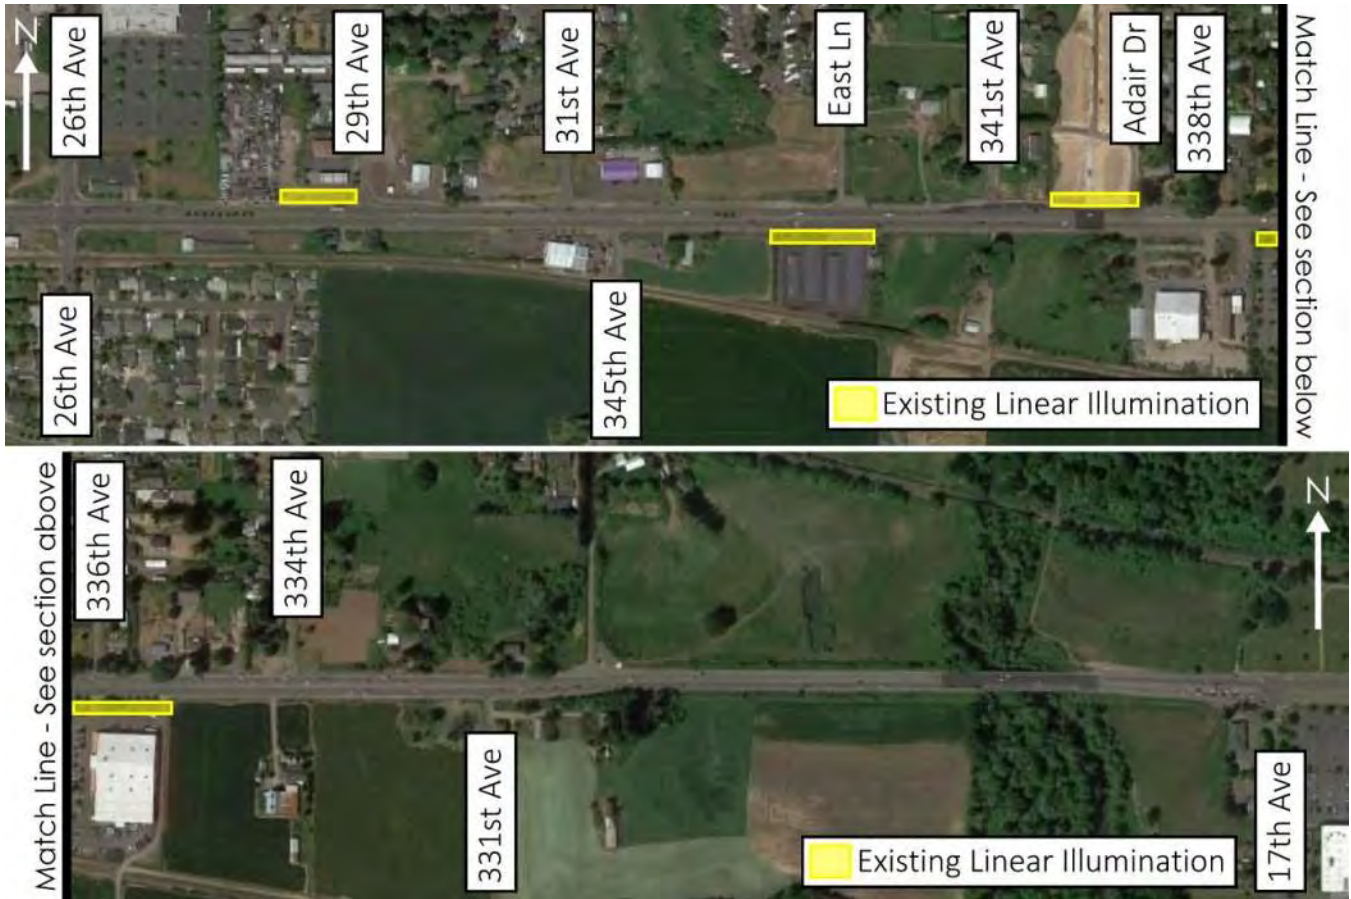 N
26th Ave
29th Ave
31st Ave
East Ln
341st Ave
Adair Dr
338th Ave
Match Line - See section below
26th Ave
345th Ave
Existing Linear Illumination
Match Line - See section above
336th Ave
334th Ave
N
331st Ave
17th Ave
Existing Linear Illumination